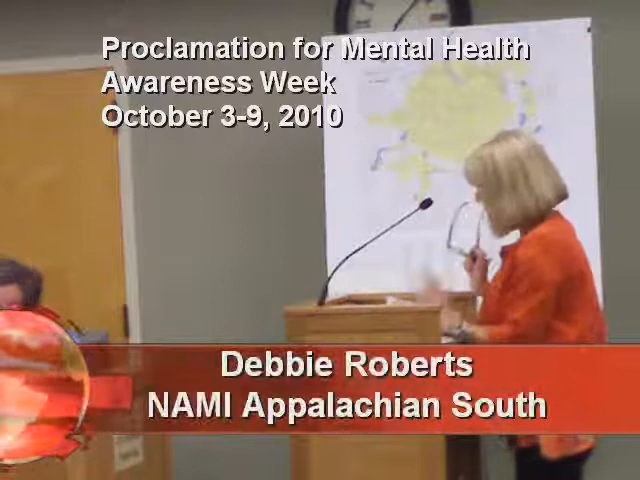 Proclamation for Mental Health
Awareness Week
October 3-9, 2010
Debbie Roberts
NAMI Appalachian South